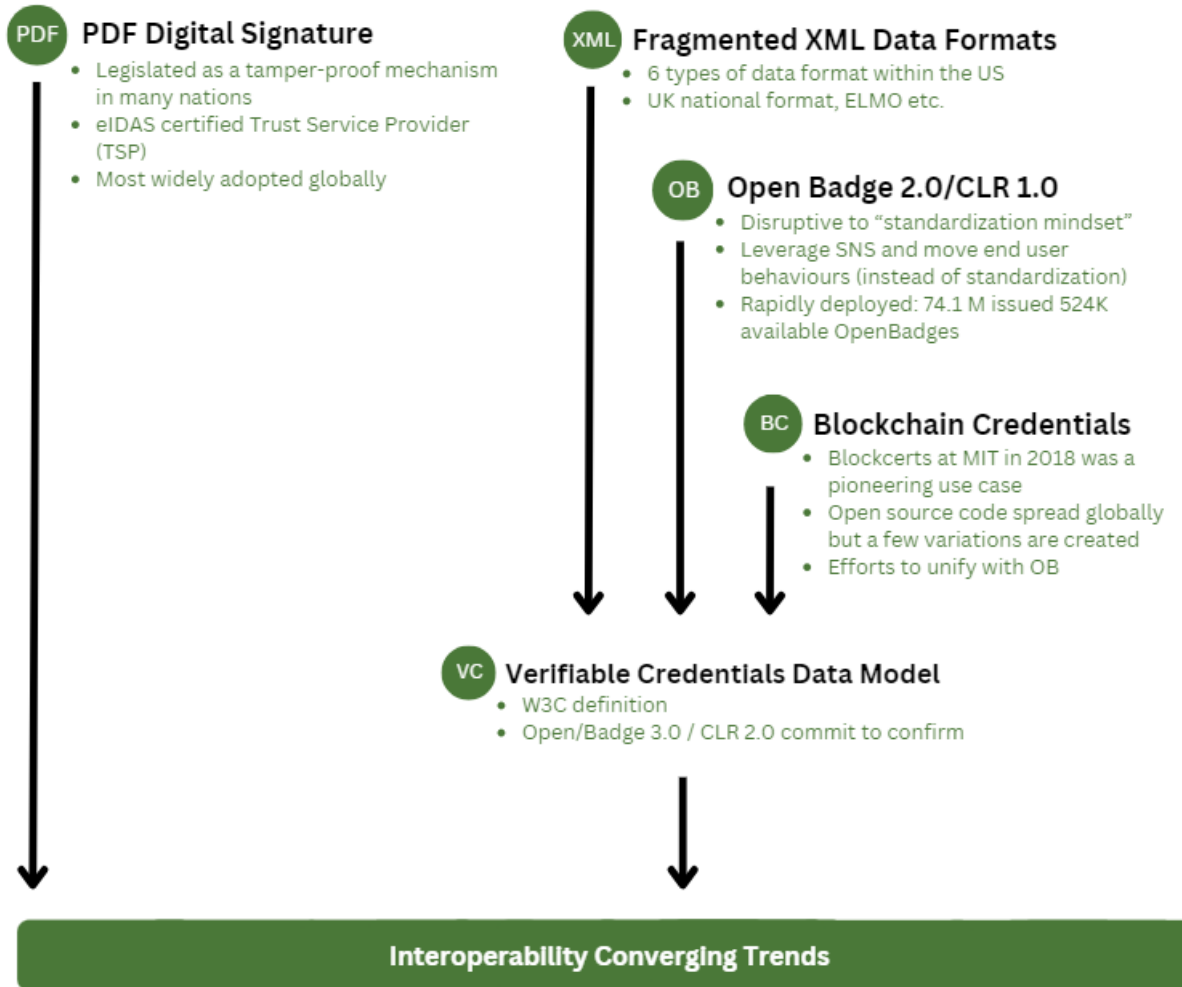 PDF
PDF Digital Signature
• Legislated as a tamper-proof mechanism
in many nations
• eIDAS certified Trust Service Provider
(TSP)
• Most widely adopted globally
XML
Fragmented XML Data Formats
• 6 types of data format within the US
• UK national format, ELMO etc.
OB
Open Badge 2.0/CLR 1.0
• Disruptive to “standardization mindset”
• Leverage SNS and move end user
behaviours (instead of standardization)
• Rapidly deployed: 74.1 M issued 524K
available OpenBadges
BC
Blockchain Credentials
• Blockcerts at MIT in 2018 was a
pioneering use case
• Open source code spread globally
but a few variations are created
• Efforts to unify with OB
VC
Verifiable Credentials Data Model
• W3C definition
• Open/Badge 3.0 / CLR 2.0 commit to confirm
Interoperability Converging Trends